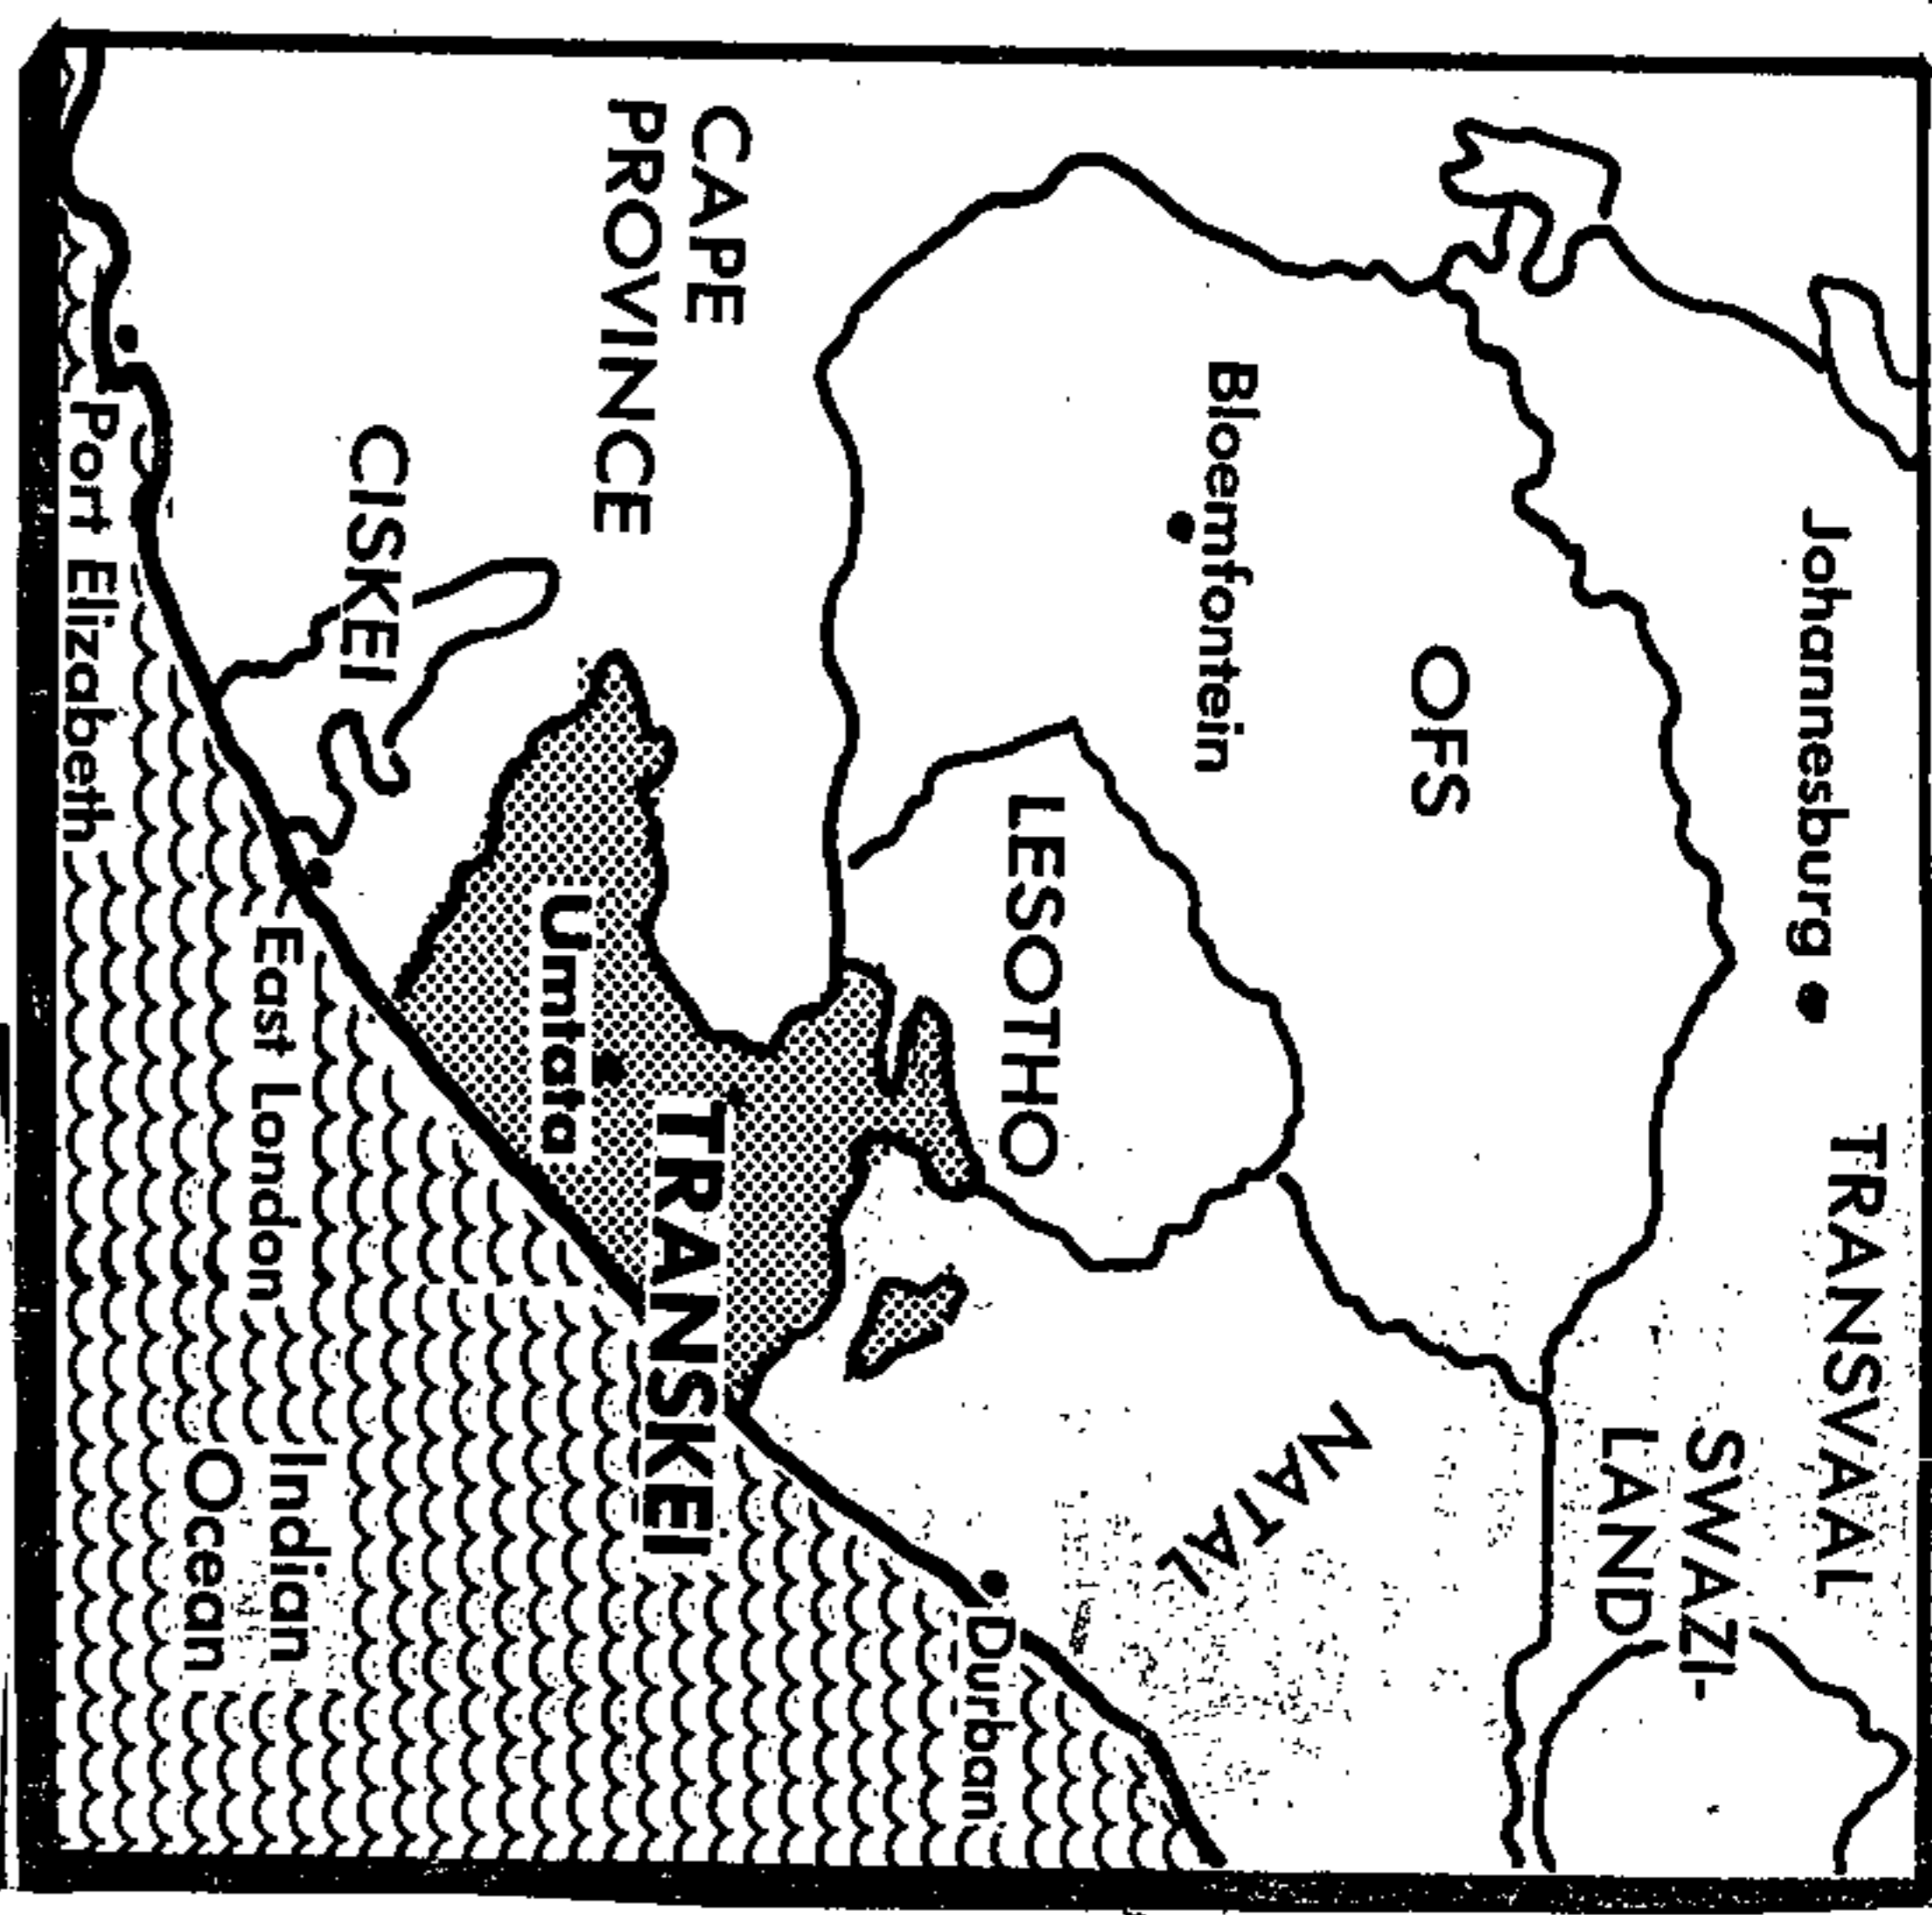 Johannesburg
TRANSVAAL
SWAZI-
LAND
OFS
Bloemfontein
NATAL
LESOTHO
Durban
CAPE
PROVINCE
TRANSKEI
Umtata
CISKEI
East London
Indian
Ocean
Port Elizabeth